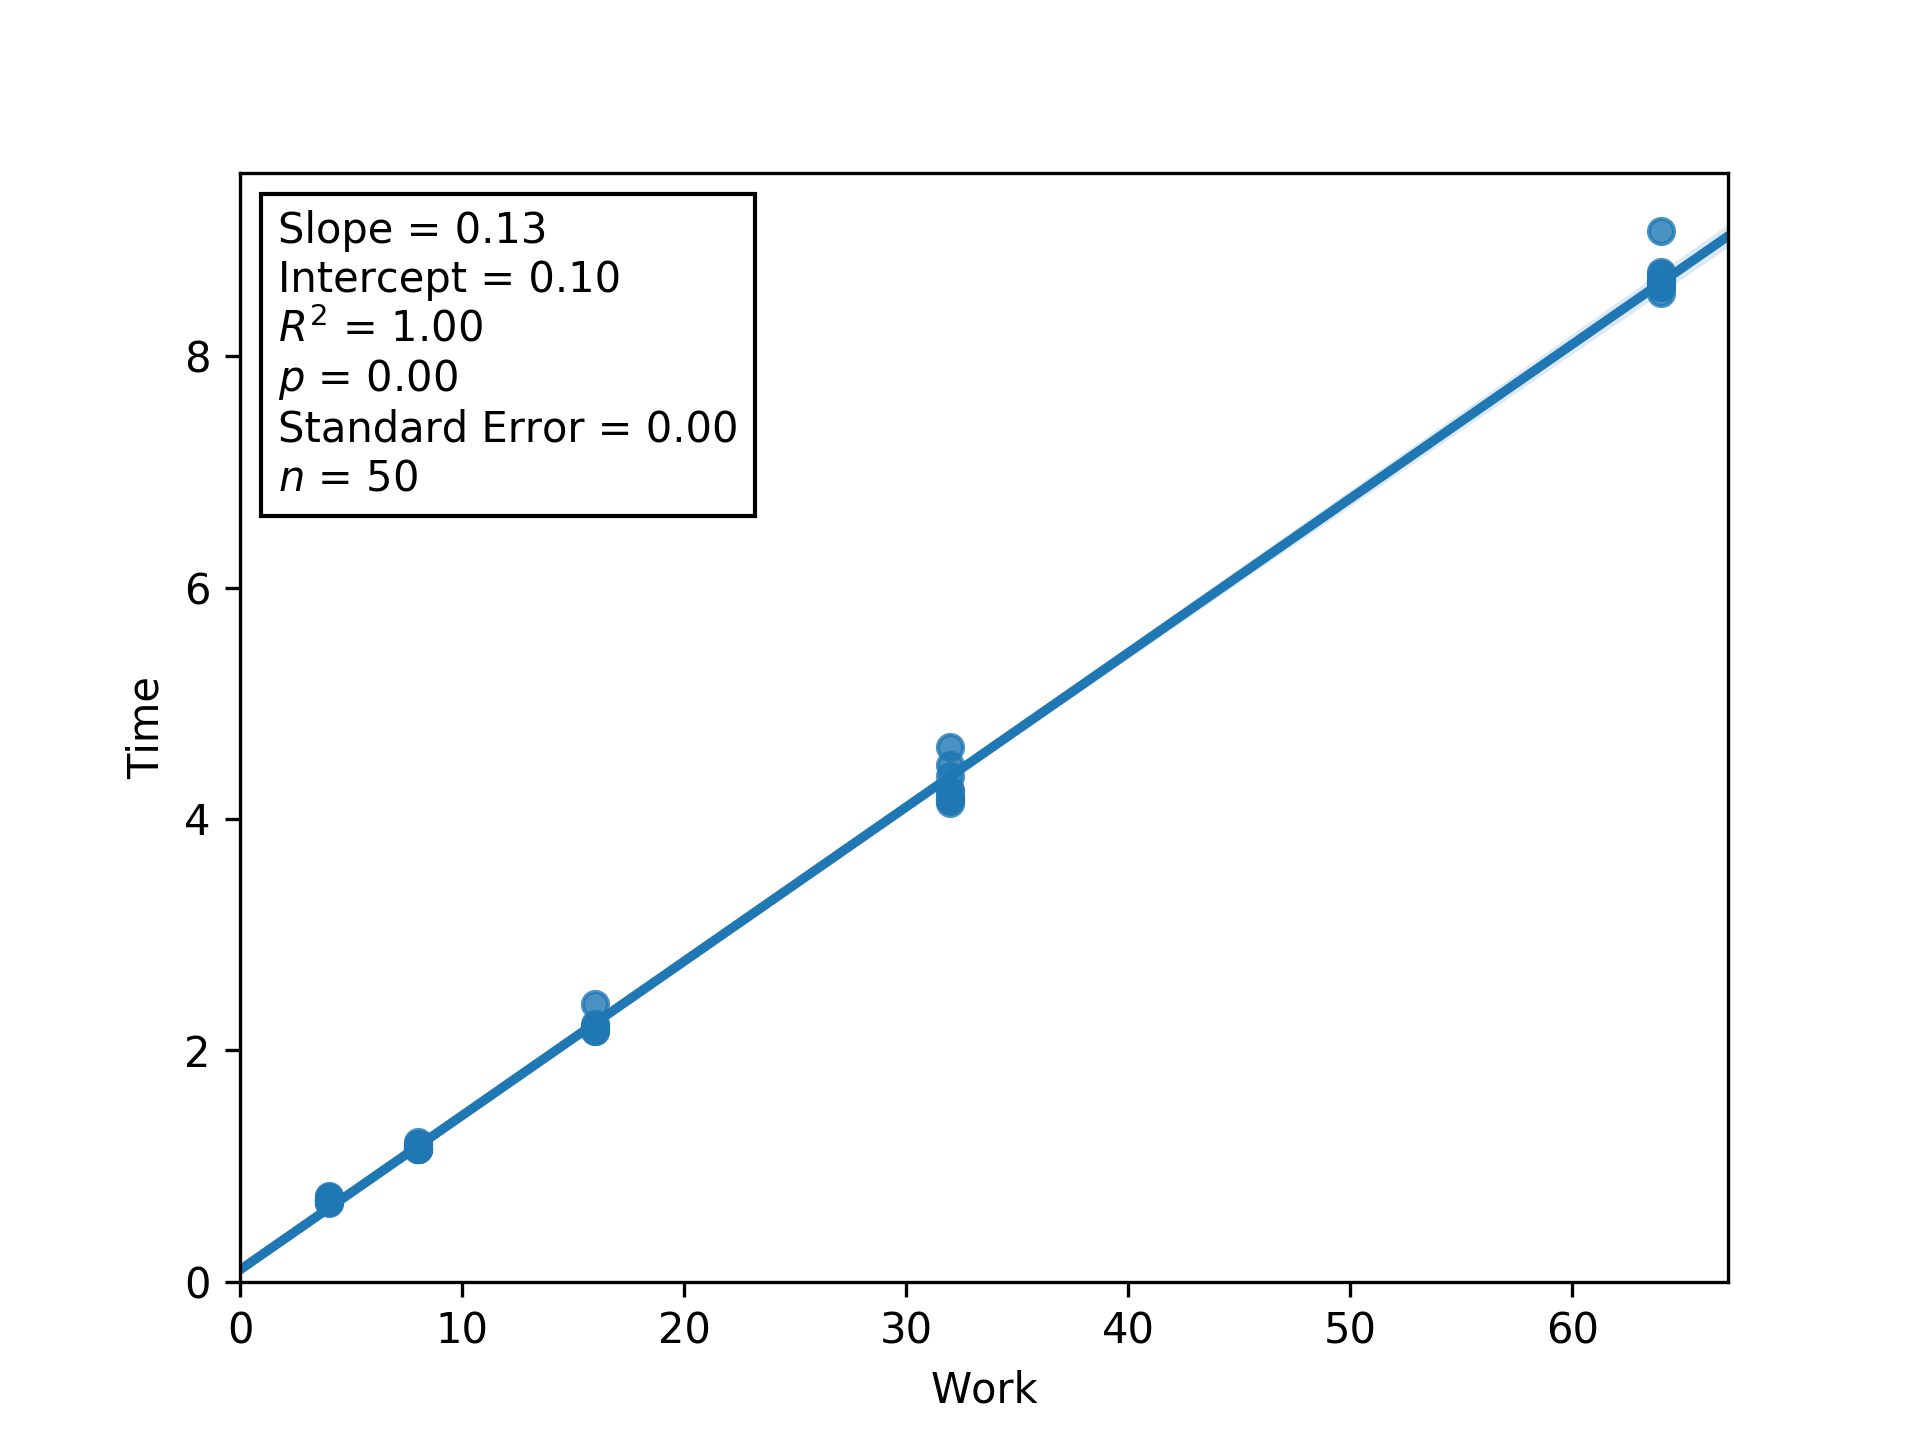 Slope = 0.13
Intercept = 0.10
R² = 1.00
p = 0.00
Standard Error = 0.00
n = 50
8
6
4
2
0
Time
0 10 20 30 40 50 60
Work